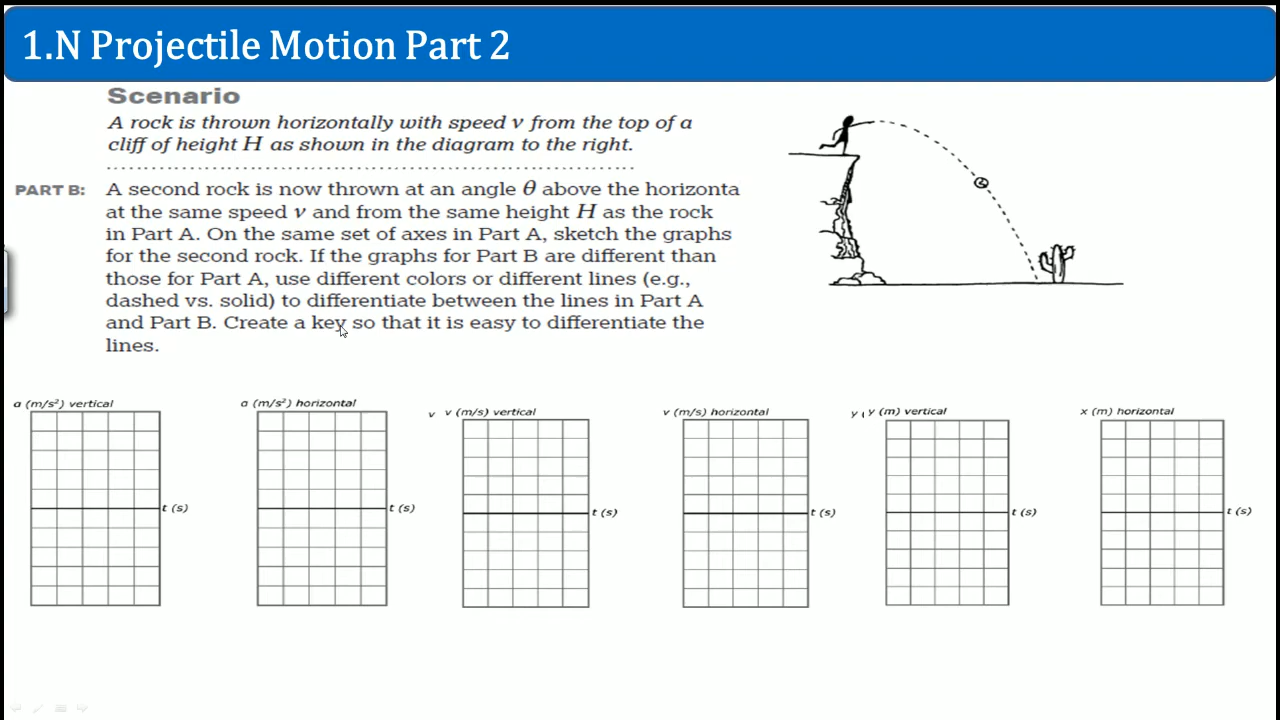 1.N Projectile Motion Part 2
Scenario
A rock is thrown horizontally with speed v from the top of a
cliff of height H as shown in the diagram to the right.
PART B: A second rock is now thrown at an angle θ above the horizonta
at the same speed v and from the same height H as the rock
in Part A. On the same set of axes in Part A, sketch the graphs
for the second rock. If the graphs for Part B are different than
those for Part A, use different colors or different lines (e.g.,
dashed vs. solid) to differentiate between the lines in Part A
and Part B. Create a key so that it is easy to differentiate the
lines.
a (m/s²) vertical
t (s)
a (m/s²) horizontal
t (s)
v v (m/s) vertical
t (s)
v (m/s) horizontal
t (s)
y ( y (m) vertical
t (s)
x (m) horizontal
t (s)